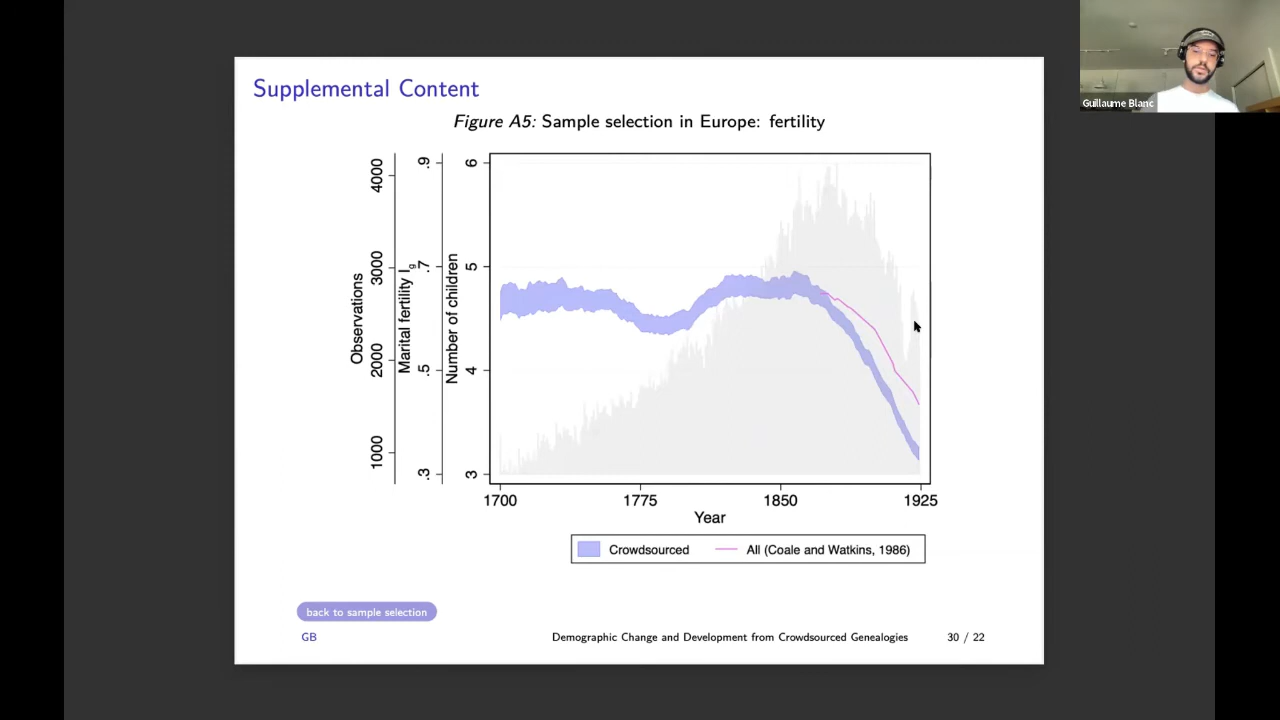 Supplemental Content
Figure A5: Sample selection in Europe: fertility
Guillaume Blanc
Observations
1000
2000
3000
4000
Marital fertility Ig
.3
.5
.7
.9
Number of children
3
4
5
6
1700
1775
1850
1925
Year
Crowdsourced
All (Coale and Watkins, 1986)
back to sample selection
GB
Demographic Change and Development from Crowdsourced Genealogies
30 / 22